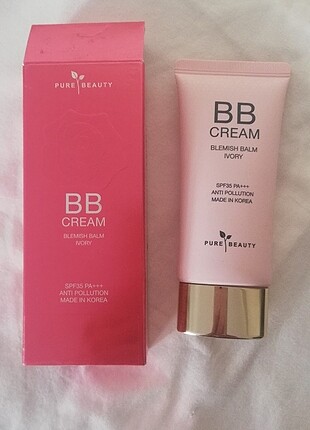 PURE BEAUTY
BB
CREAM
BLEMISH BALM
IVORY
SPF35 PA+++
ANTI POLLUTION
MADE IN KOREA
BB
CREAM
BLEMISH BALM
IVORY
SPF35 PA+++
ANTI POLLUTION
MADE IN KOREA
PURE BEAUTY